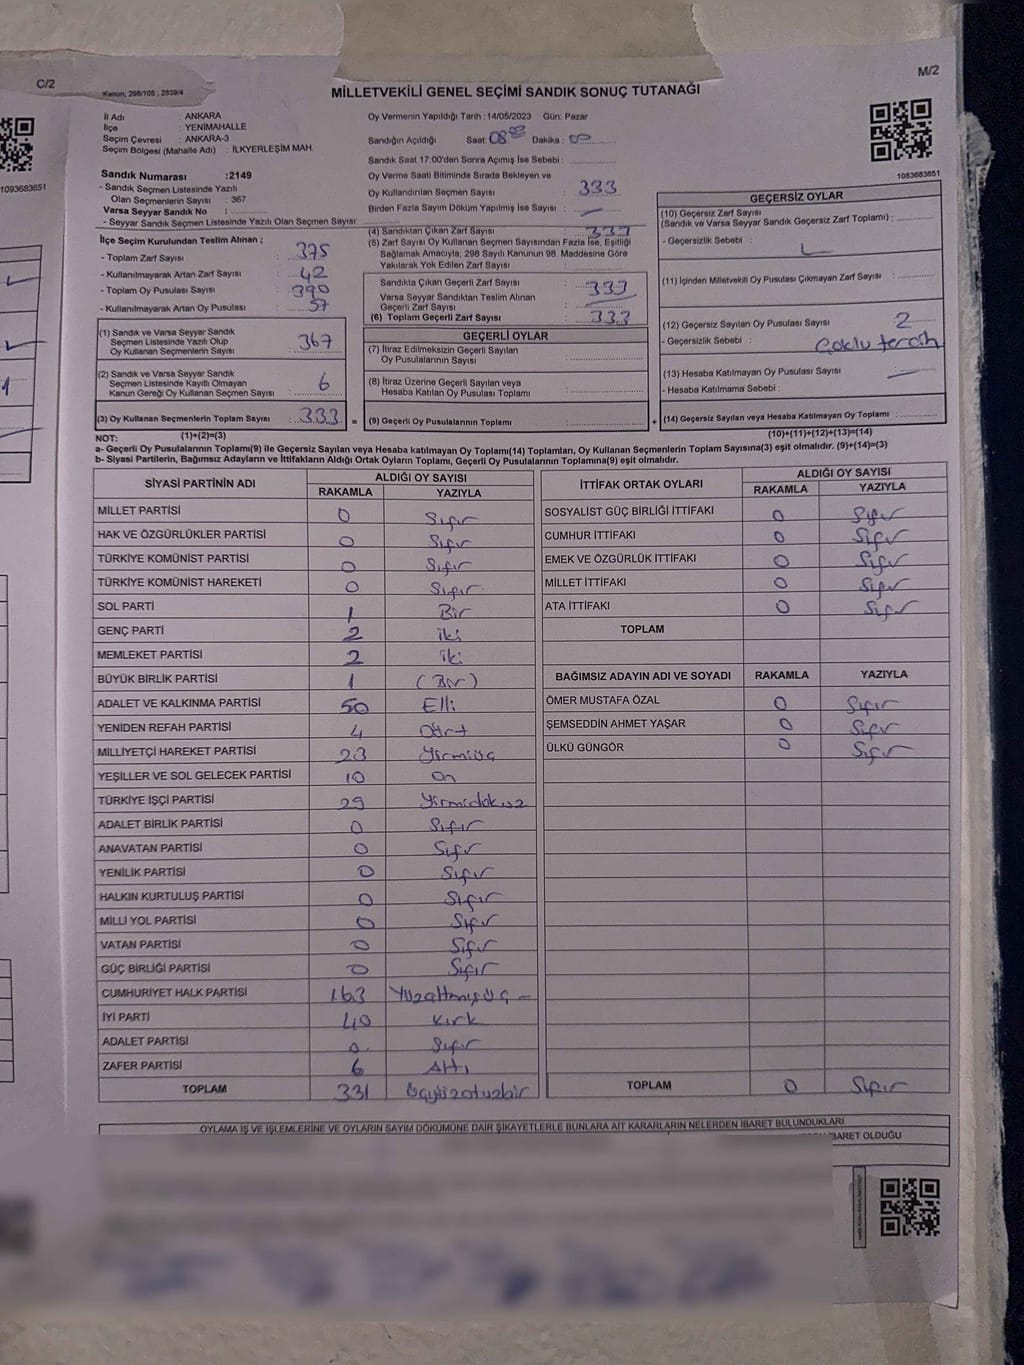 C/2
M/2
Kanun, 298/105 , 2839/4
MİLLETVEKİLİ GENEL SEÇİMİ SANDIK SONUÇ TUTANAĞI
İl Adı : ANKARA
İlçe : YENİMAHALLE
Seçim Çevresi : ANKARA-3
Seçim Bölgesi (Mahalle Adı) : İLKYERLEŞİM MAH.
Oy Vermenin Yapıldığı Tarih :14/05/2023 Gün: Pazar
Sandığın Açıldığı Saat: 08 00 Dakika :
Sandık Saat 17:00'den Sonra Açmış İse Sebebi :
Oy Verme Saati Bitiminde Sırada Bekleyen ve
Oy Kullandırılan Seçmen Sayısı : 333
Birden Fazla Sayım Döküm Yapılmış İse Sayısı : —
1093683651
1083683651
Sandık Numarası :2149
- Sandık Seçmen Listesinde Yazılı
Olan Seçmenlerin Sayısı : 367
Varsa Seyyar Sandık No :
- Seyyar Sandık Seçmen Listesinde Yazılı Olan Seçmen Sayısı:
İlçe Seçim Kurulundan Teslim Alınan ;
- Toplam Zarf Sayısı : 375
- Kullanılmayarak Artan Zarf Sayısı : 42
- Toplam Oy Pusulası Sayısı : 390
- Kullanılmayarak Artan Oy Pusulası : 57
(4) Sandıktan Çıkan Zarf Sayısı : 333
(5) Zarf Sayısı Oy Kullanan Seçmen Sayısından Fazla İse, Eşitliği
Sağlamak Amacıyla; 298 Sayılı Kanunun 98. Maddesine Göre
Yakılarak Yok Edilen Zarf Sayısı :
Sandıkta Çıkan Geçerli Zarf Sayısı : 333
Varsa Seyyar Sandıktan Teslim Alınan
Geçerli Zarf Sayısı :
(6) Toplam Geçerli Zarf Sayısı : 333
GEÇERSİZ OYLAR
(10) Geçersiz Zarf Sayısı
(Sandık ve Varsa Seyyar Sandık Geçersiz Zarf Toplamı) :
- Geçersizlik Sebebi :
(11) İçinden Milletvekili Oy Pusulası Çıkmayan Zarf Sayısı :
(12) Geçersiz Sayılan Oy Pusulası Sayısı : 2
- Geçersizlik Sebebi : Çoklu tercih
(13) Hesaba Katılmayan Oy Pusulası Sayısı : —
- Hesaba Katılmama Sebebi :
(14) Geçersiz Sayılan veya Hesaba Katılmayan Oy Toplamı :
(10)+(11)+(12)+(13)=(14)
(1) Sandık ve Varsa Seyyar Sandık
Seçmen Listesinde Yazılı Olup
Oy Kullanan Seçmenlerin Sayısı : 367
(2) Sandık ve Varsa Seyyar Sandık
Seçmen Listesinde Kayıtlı Olmayan
Kanun Gereği Oy Kullanan Seçmen Sayısı : 6
(3) Oy Kullanan Seçmenlerin Toplam Sayısı : 333 =
(1)+(2)=(3)
GEÇERLİ OYLAR
(7) İtiraz Edilmeksizin Geçerli Sayılan
Oy Pusulalarının Sayısı :
(8) İtiraz Üzerine Geçerli Sayılan veya
Hesaba Katılan Oy Pusulası Toplamı :
(9) Geçerli Oy Pusulalarının Toplamı : +
NOT:
a- Geçerli Oy Pusulalarının Toplamı(9) ile Geçersiz Sayılan veya Hesaba katılmayan Oy Toplamı(14) Toplamları, Oy Kullanan Seçmenlerin Toplam Sayısına(3) eşit olmalıdır. (9)+(14)=(3)
b- Siyasi Partilerin, Bağımsız Adayların ve İttifakların Aldığı Ortak Oyların Toplamı, Geçerli Oy Pusulalarının Toplamına(9) eşit olmalıdır.
SİYASİ PARTİNİN ADI ALDIĞI OY SAYISI
RAKAMLA YAZIYLA
MİLLET PARTİSİ 0 Sıfır
HAK VE ÖZGÜRLÜKLER PARTİSİ 0 Sıfır
TÜRKİYE KOMÜNİST PARTİSİ 0 Sıfır
TÜRKİYE KOMÜNİST HAREKETİ 0 Sıfır
SOL PARTİ 1 Bir
GENÇ PARTİ 2 iki
MEMLEKET PARTİSİ 2 iki
BÜYÜK BİRLİK PARTİSİ 1 (Bir)
ADALET VE KALKINMA PARTİSİ 50 Elli
YENİDEN REFAH PARTİSİ 4 Dört
MİLLİYETÇİ HAREKET PARTİSİ 23 Yirmiüç
YEŞİLLER VE SOL GELECEK PARTİSİ 10 On
TÜRKİYE İŞÇİ PARTİSİ 29 Yirmidokuz
ADALET BİRLİK PARTİSİ 0 Sıfır
ANAVATAN PARTİSİ 0 Sıfır
YENİLİK PARTİSİ 0 Sıfır
HALKIN KURTULUŞ PARTİSİ 0 Sıfır
MİLLİ YOL PARTİSİ 0 Sıfır
VATAN PARTİSİ 0 Sıfır
GÜÇ BİRLİĞİ PARTİSİ 0 Sıfır
CUMHURİYET HALK PARTİSİ 163 Yüzaltmışüç –
İYİ PARTİ 40 Kırk
ADALET PARTİSİ 0 Sıfır
ZAFER PARTİSİ 6 Altı
TOPLAM 331 Üçyüzotuzbir
İTTİFAK ORTAK OYLARI ALDIĞI OY SAYISI
RAKAMLA YAZIYLA
SOSYALİST GÜÇ BİRLİĞİ İTTİFAKI 0 Sıfır
CUMHUR İTTİFAKI 0 Sıfır
EMEK VE ÖZGÜRLÜK İTTİFAKI 0 Sıfır
MİLLET İTTİFAKI 0 Sıfır
ATA İTTİFAKI 0 Sıfır
TOPLAM
BAĞIMSIZ ADAYIN ADI VE SOYADI RAKAMLA YAZIYLA
ÖMER MUSTAFA ÖZAL 0 Sıfır
ŞEMSEDDİN AHMET YAŞAR 0 Sıfır
ÜLKÜ GÜNGÖR 0 Sıfır
TOPLAM 0 Sıfır
OYLAMA İŞ VE İŞLEMLERİNE VE OYLARIN SAYIM DÖKÜMÜNE DAİR ŞİKAYETLERLE BUNLARA AİT KARARLARIN NELERDEN İBARET BULUNDUKLARI
BARET OLDUĞU